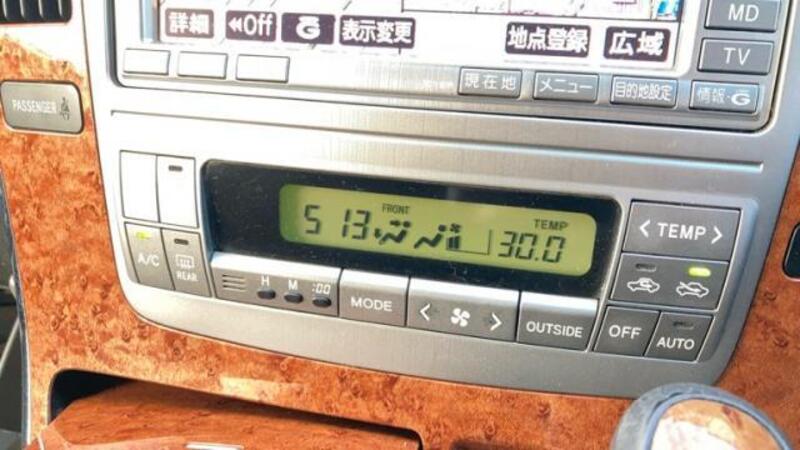 詳細 Off G 表示変更 地点登録 広域
MD
TV
現在地 メニュー 目的地設定 情報・G
PASSENGER
FRONT TEMP
5 13 30.0
< TEMP >
A/C REAR
H M :00
MODE
< >
OUTSIDE
OFF
AUTO